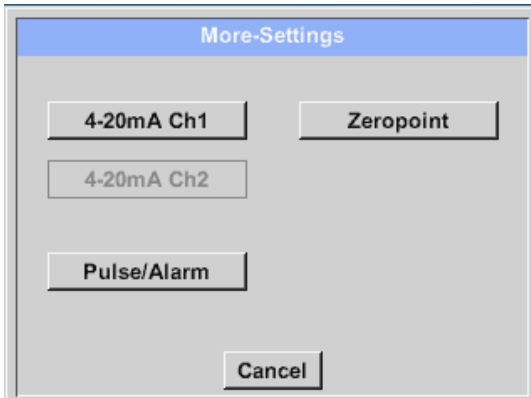 More-Settings
4-20mA Ch1
Zeropoint
4-20mA Ch2
Pulse/Alarm
Cancel